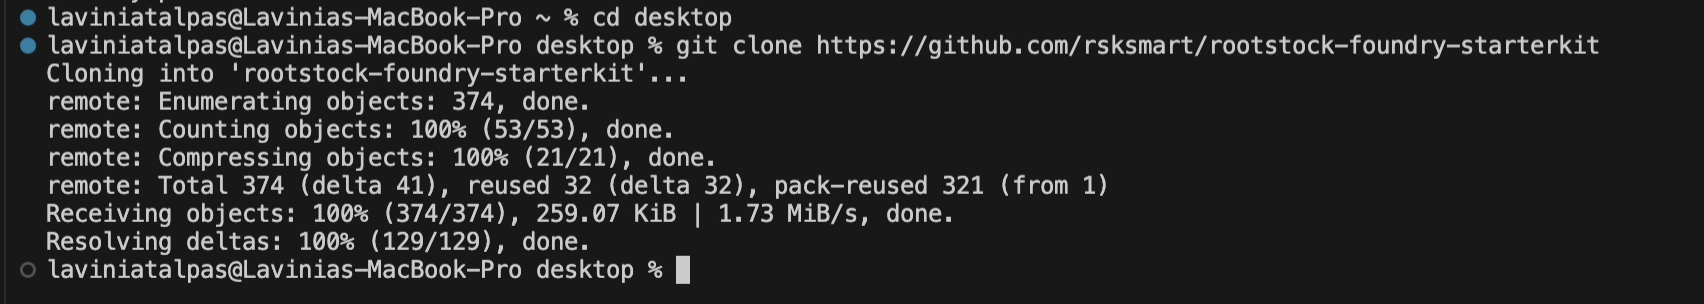 laviniatalpas@Lavinias-MacBook-Pro ~ % cd desktop
laviniatalpas@Lavinias-MacBook-Pro desktop % git clone https://github.com/rsksmart/rootstock-foundry-starterkit
Cloning into 'rootstock-foundry-starterkit'...
remote: Enumerating objects: 374, done.
remote: Counting objects: 100% (53/53), done.
remote: Compressing objects: 100% (21/21), done.
remote: Total 374 (delta 41), reused 32 (delta 32), pack-reused 321 (from 1)
Receiving objects: 100% (374/374), 259.07 KiB | 1.73 MiB/s, done.
Resolving deltas: 100% (129/129), done.
laviniatalpas@Lavinias-MacBook-Pro desktop %